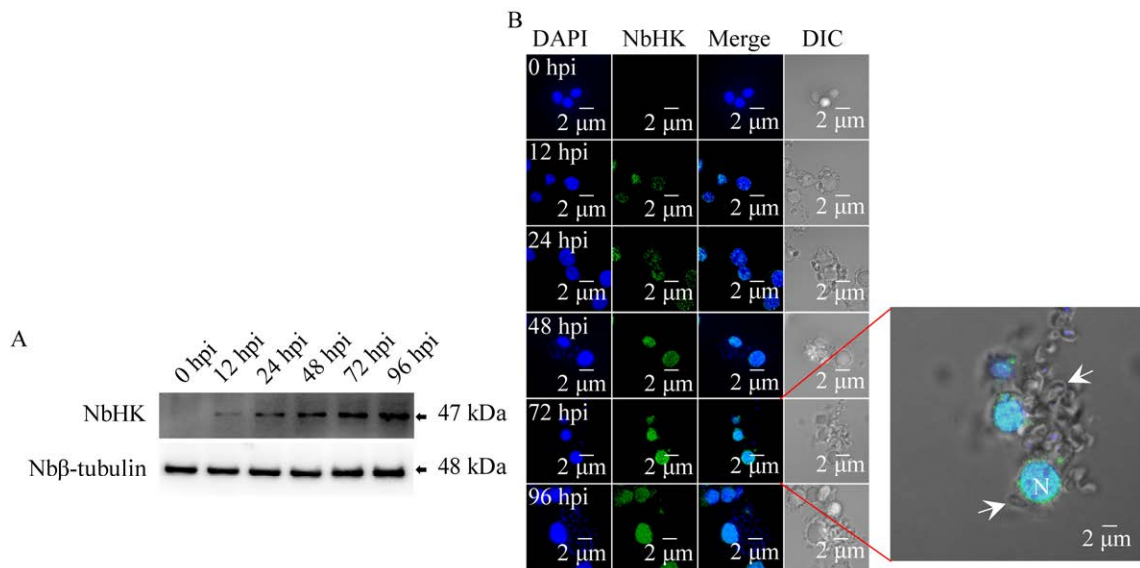 A
0 hpi 12 hpi 24 hpi 48 hpi 72 hpi 96 hpi
NbHK 47 kDa
Nbβ-tubulin 48 kDa
B
DAPI NbHK Merge DIC
0 hpi
2 μm 2 μm 2 μm 2 μm
12 hpi
2 μm 2 μm 2 μm 2 μm
24 hpi
2 μm 2 μm 2 μm 2 μm
48 hpi
2 μm 2 μm 2 μm 2 μm
72 hpi
2 μm 2 μm 2 μm 2 μm
96 hpi
2 μm 2 μm 2 μm 2 μm
N
2 μm